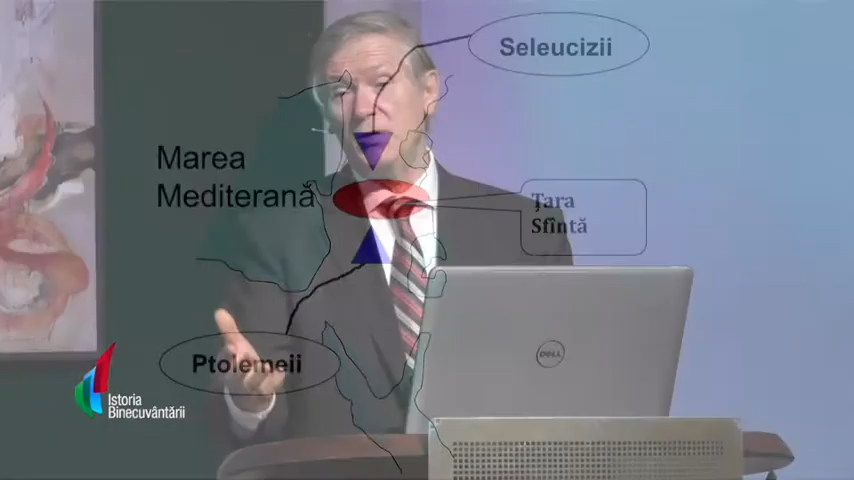 Seleucizii
Marea
Mediterană
Țara
Sfîntă
Ptolemeii
DELL
Istoria
Binecuvântării